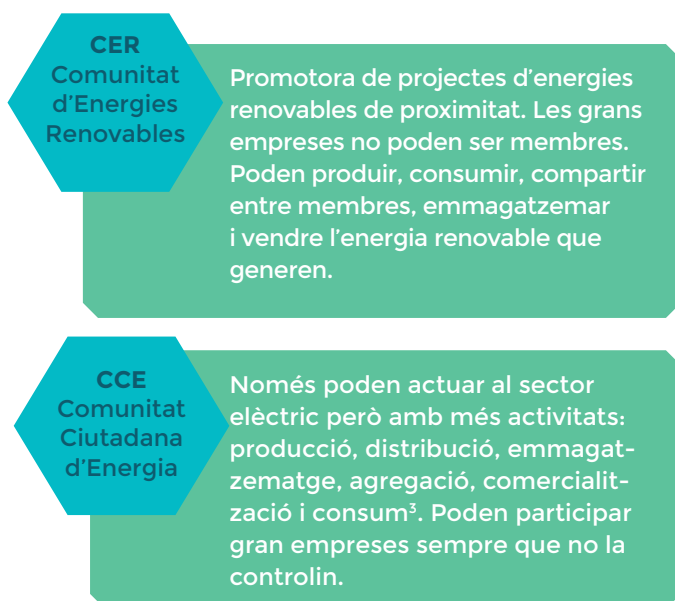 CER
Comunitat
d'Energies
Renovables
Promotora de projectes d'energies
renovables de proximitat. Les grans
empreses no poden ser membres.
Poden produir, consumir, compartir
entre membres, emmagatzemar
i vendre l'energia renovable que
generen.
CCE
Comunitat
Ciutadana
d'Energia
Només poden actuar al sector
elèctric però amb més activitats:
producció, distribució, emmagat-
zematge, agregació, comercialit-
zació i consum³. Poden participar
gran empreses sempre que no la
controlin.